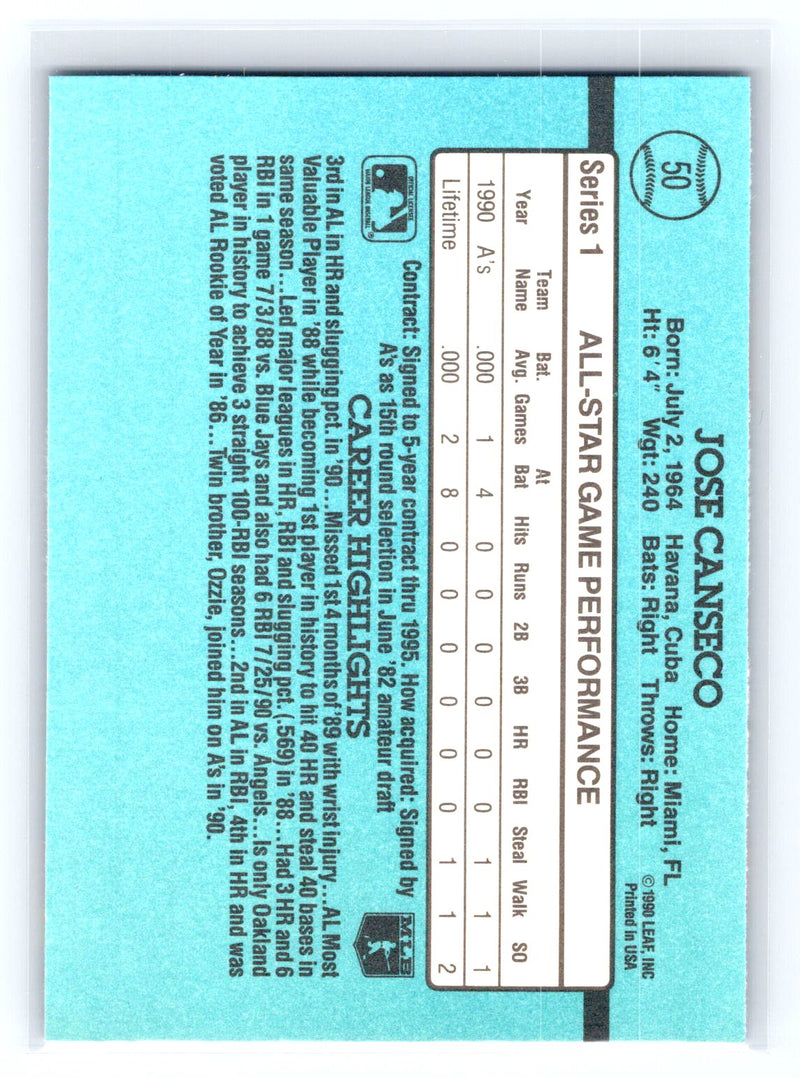 50
JOSE CANSECO
Born: July 2, 1964 Havana, Cuba Home: Miami, FL
Ht: 6'4" Wgt: 240 Bats: Right Throws: Right
©1990 LEAF, INC
Printed in USA
Series 1 ALL-STAR GAME PERFORMANCE
Team Bat. At
Year Name Avg. Games Bat Hits Runs 2B 3B HR RBI Steal Walk SO
1990 A's .000 1 4 0 0 0 0 0 0 1 1 1
Lifetime .000 2 8 0 0 0 0 0 0 1 1 2
OFFICIAL LICENSEE
MAJOR LEAGUE BASEBALL
®
Contract: Signed to 5-year contract thru 1995. How acquired: Signed by
A's as 15th round selection in June '82 amateur draft
MLB
CAREER HIGHLIGHTS
3rd in AL in HR and slugging pct. in '90...Missed 1st 4 months of '89 with wrist injury...AL Most
Valuable Player in '88 while becoming 1st player in history to hit 40 HR and steal 40 bases in
same season...Led major leagues in HR, RBI and slugging pct. (.569) in '88...Had 3 HR and 6
RBI in 1 game 7/3/88 vs. Blue Jays and also had 6 RBI 7/25/90 vs. Angels...Is only Oakland
player in history to achieve 3 straight 100-RBI seasons...2nd in AL in RBI, 4th in HR and was
voted AL Rookie of Year in '86...Twin brother, Ozzie, joined him on A's in '90.